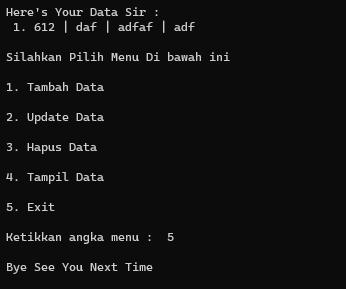 Here's Your Data Sir :
1. 612 | daf | adfaf | adf
Silahkan Pilih Menu Di bawah ini
1. Tambah Data
2. Update Data
3. Hapus Data
4. Tampil Data
5. Exit
Ketikkan angka menu :  5
Bye See You Next Time